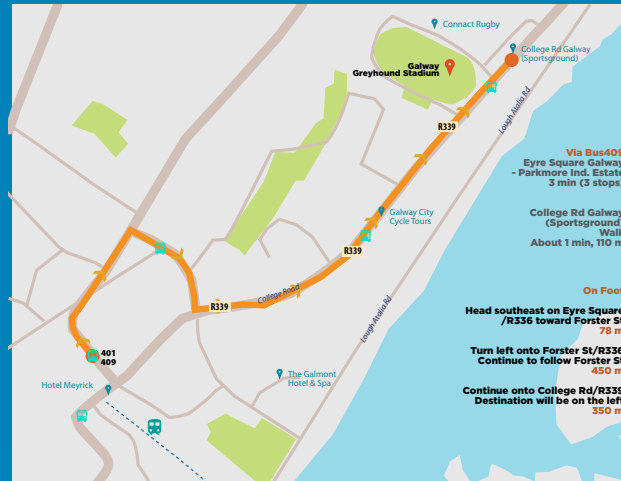 Connact Rugby
College Rd Galway
(Sportsground)
Galway
Greyhound Stadium
Lough Atalia Rd
R339
Via Bus409
Eyre Square Galway
- Parkmore Ind. Estate
3 min (3 stops)
College Rd Galway
(Sportsground)
Walk
About 1 min, 110 m
Galway City
Cycle Tours
R339
College Road
R339
Lough Atalia Rd
On Foot
Head southeast on Eyre Square
/R336 toward Forster St
78 m
Turn left onto Forster St/R336
Continue to follow Forster St
450 m
Continue onto College Rd/R339
Destination will be on the left
350 m
401
409
The Galmont
Hotel & Spa
Hotel Meyrick